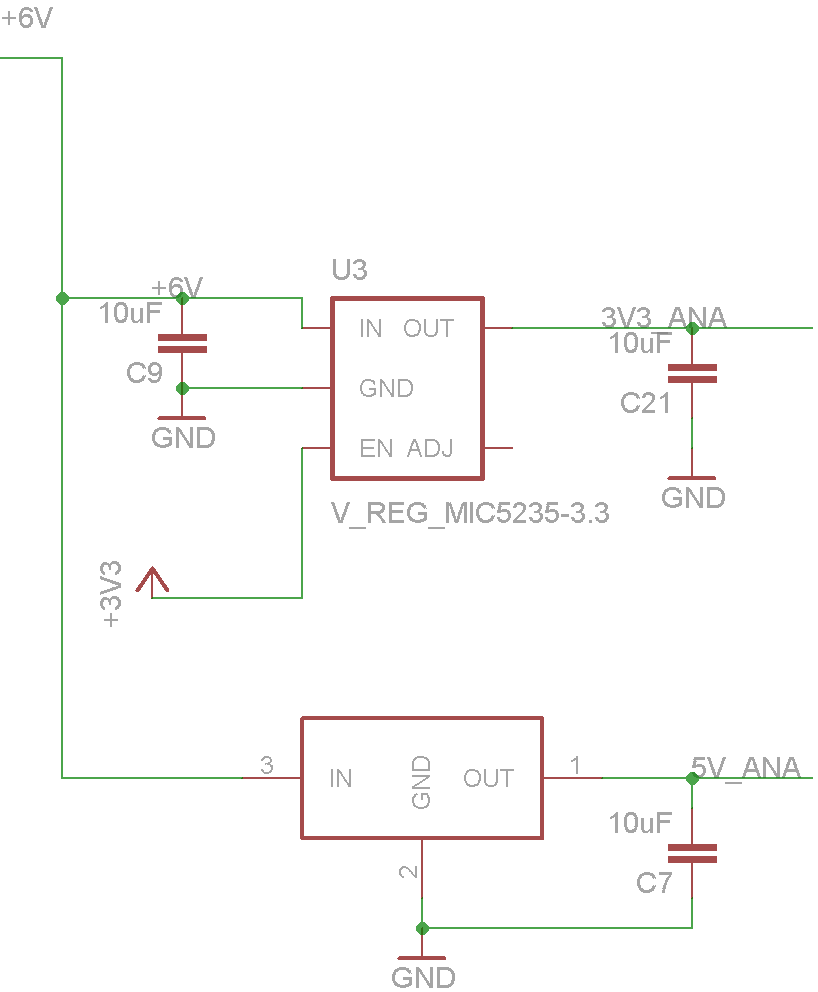 +6V
U3
+6V
10uF
C9
GND
IN OUT
GND
EN ADJ
V_REG_MIC5235-3.3
3V3_ANA
10uF
C21
GND
+3V3
3
IN
GND
OUT
1
2
GND
5V_ANA
10uF
C7